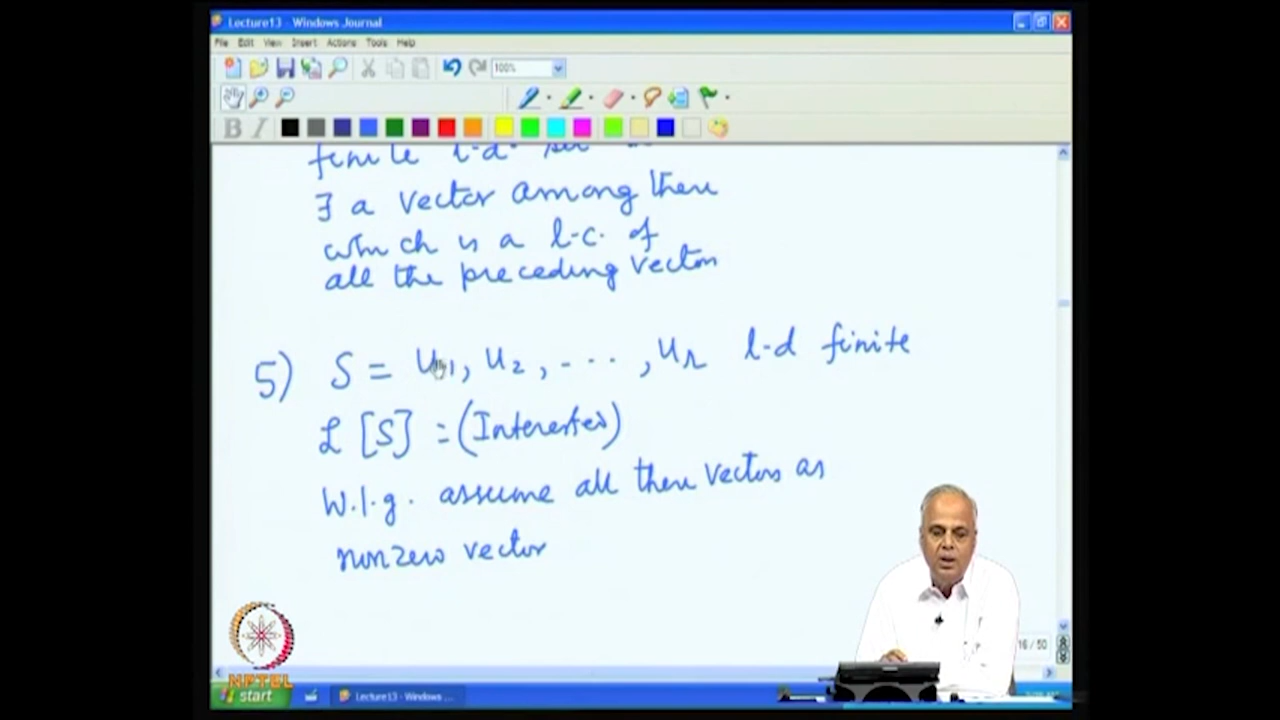 Lecture13 - Windows Journal
File Edit View Insert Actions Tools Help
100%
B I
finite l.d.
∃ a vector among these
which is a l.c. of
all the preceding vectors
5) S = u1, u2, ..., ur l.d finite
L [S] = (Interested)
W.l.g. assume all these vectors as
nonzero vector
16 / 50
NPTEL
start Lecture13 - Windows ...